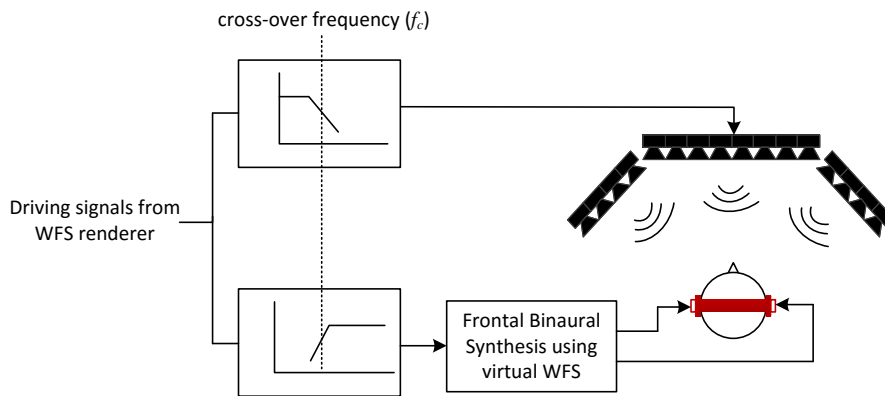 cross-over frequency (fc)
Driving signals from
WFS renderer
Frontal Binaural
Synthesis using
virtual WFS